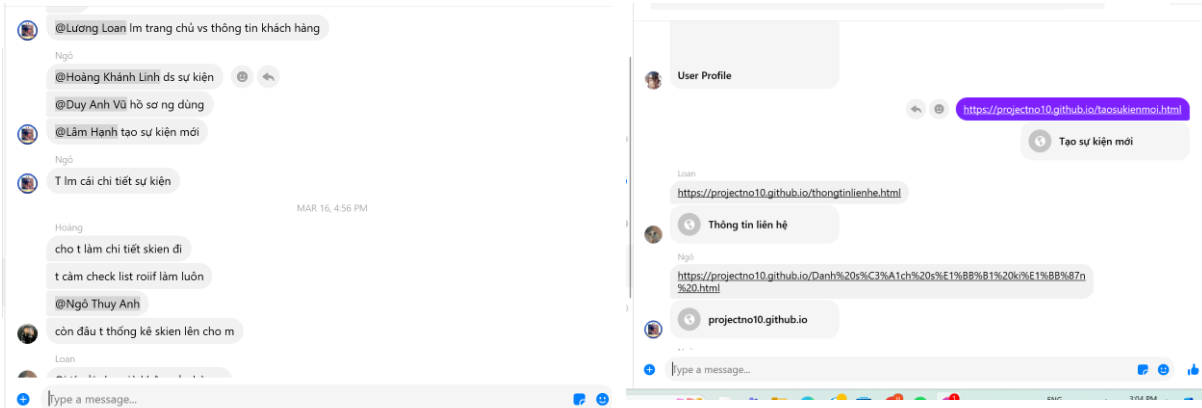 @Lương Loan lm trang chủ vs thông tin khách hàng
Ngô
@Hoàng Khánh Linh ds sự kiện
@Duy Anh Vũ hồ sơ ng dùng
@Lâm Hạnh tạo sự kiện mới
Ngô
T lm cái chi tiết sự kiện
MAR 16, 4:56 PM
Hoàng
cho t làm chi tiết skien đi
t càm check list roiif làm luôn
@Ngô Thuy Anh
còn đâu t thống kê skien lên cho m
Loan
Type a message...
User Profile
https://projectno10.github.io/taosukienmoi.html
Tạo sự kiện mới
Loan
https://projectno10.github.io/thongtinlienhe.html
Thông tin liên hệ
Ngô
https://projectno10.github.io/Danh%20s%C3%A1ch%20s%E1%BB%B1%20ki%E1%BB%87n
%20.html
projectno10.github.io
Type a message...
ENG
3:04 PM